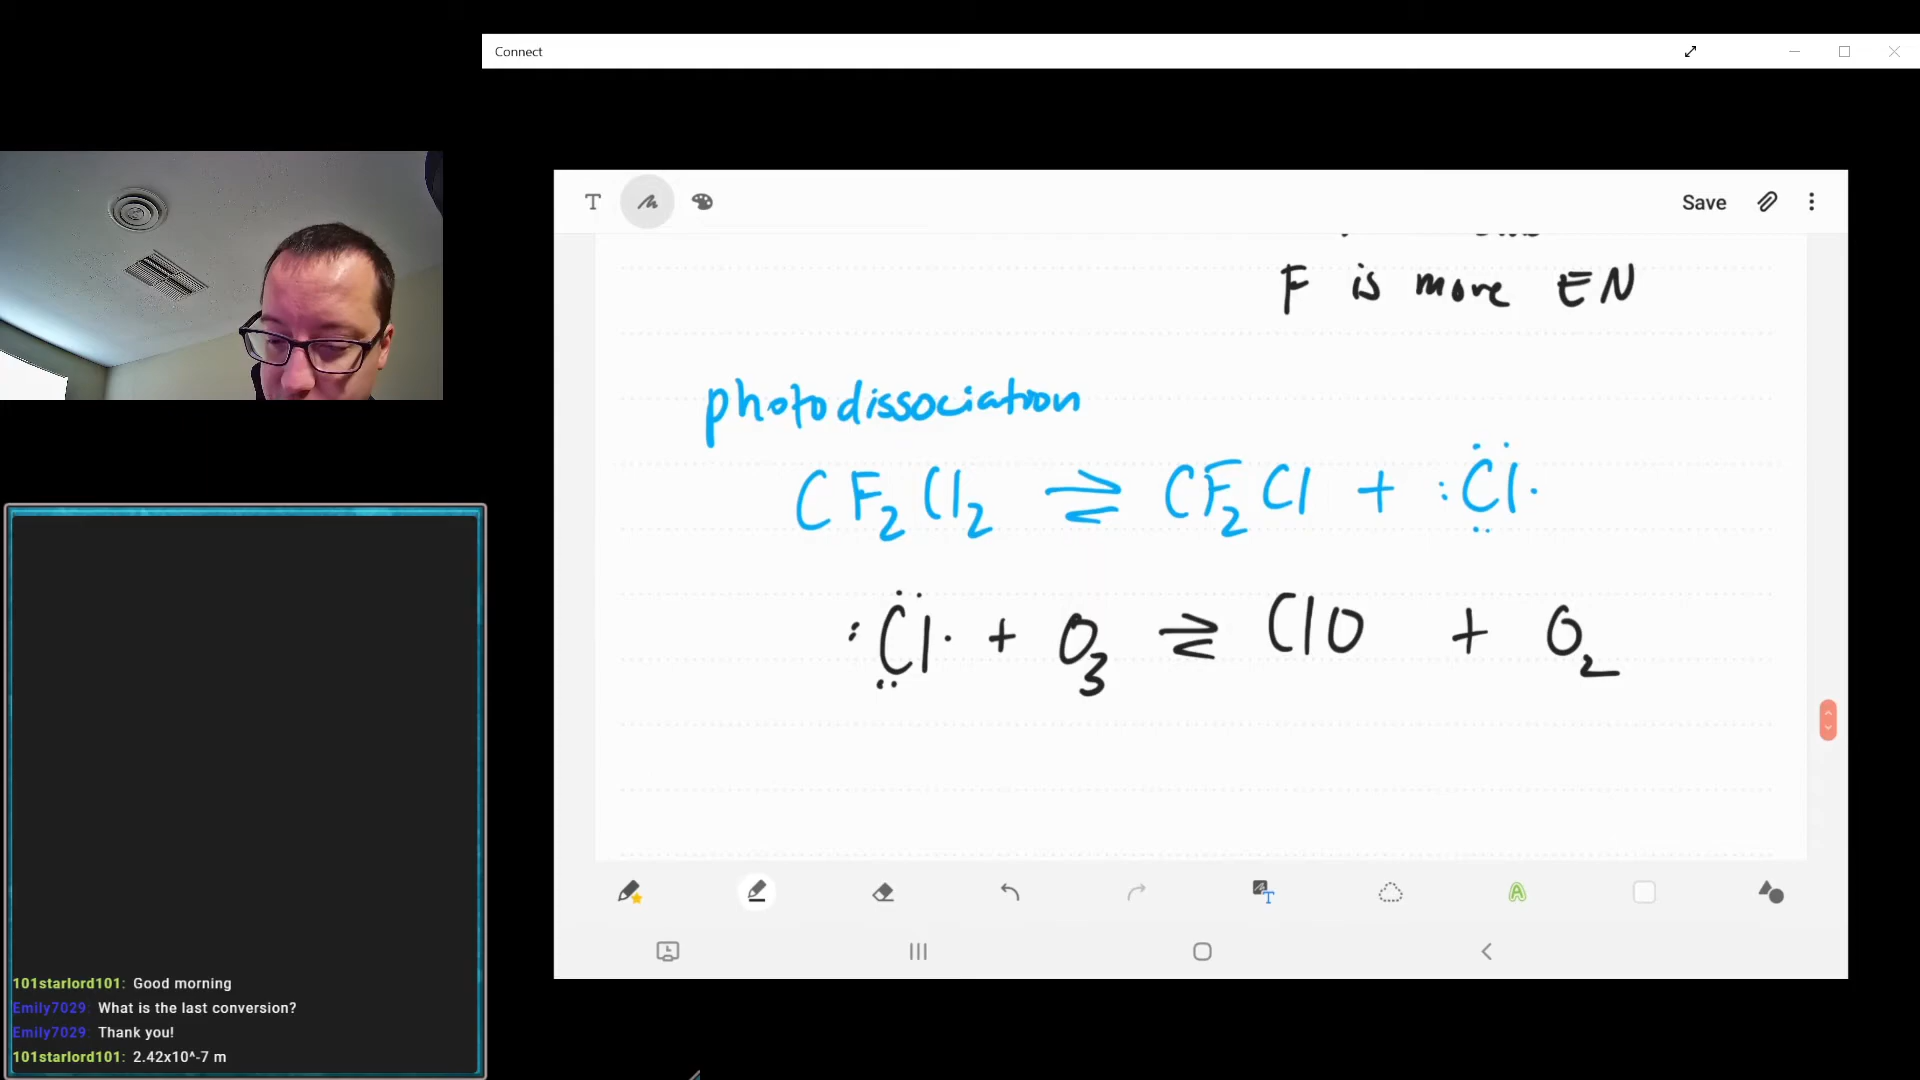 Connect
Save
F is more EN
photodissociation
CF₂Cl₂ ⇌ CF₂Cl + :Cl·
:Cl· + O₃ ⇌ ClO + O₂
101starlord101: Good morning
Emily7029: What is the last conversion?
Emily7029: Thank you!
101starlord101: 2.42x10^-7 m